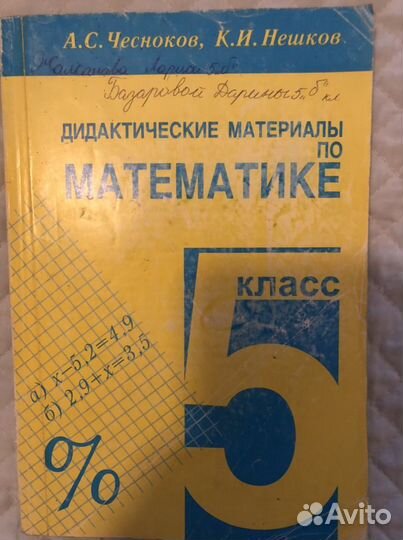 А.С. Чесноков, К.И. Нешков
5 „б"
Базаровой Дарины 5 „б" кл
ДИДАКТИЧЕСКИЕ МАТЕРИАЛЫ
ПО
МАТЕМАТИКЕ
5
класс
а) x−5,2=4,9
б) 2,9+x=3,5
%
Avito